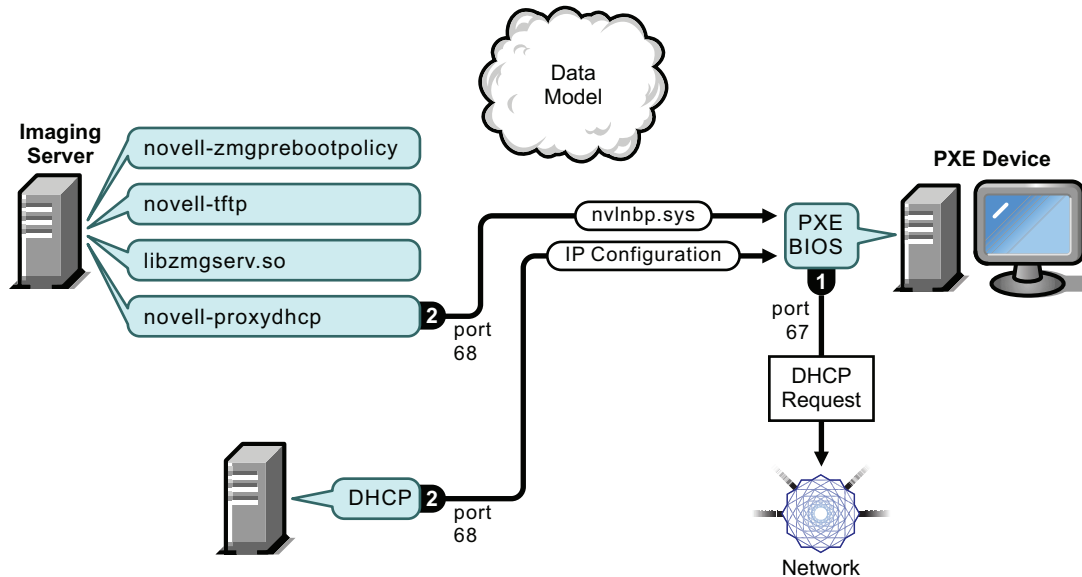 Data
Model
Imaging
Server
novell-zmgprebootpolicy
novell-tftp
libzmgserv.so
novell-proxydhcp
2
port
68
nvlnbp.sys
IP Configuration
PXE
BIOS
PXE Device
1
port
67
DHCP
Request
Network
DHCP
2
port
68